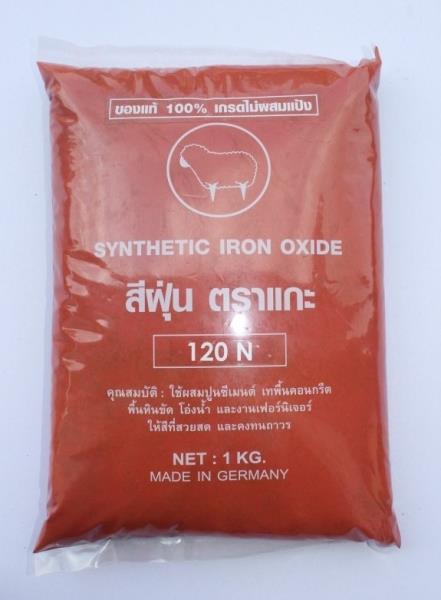 ของแท้ 100% เกรดไม่ผสมแป้ง
SYNTHETIC IRON OXIDE
สีฝุ่น ตราแกะ
120 N
คุณสมบัติ : ใช้ผสมปูนซีเมนต์ เทพื้นคอนกรีต
พื้นหินขัด โอ่งน้ำ และงานเฟอร์นิเจอร์
ให้สีที่สวยสด และคงทนถาวร
NET : 1 KG.
MADE IN GERMANY